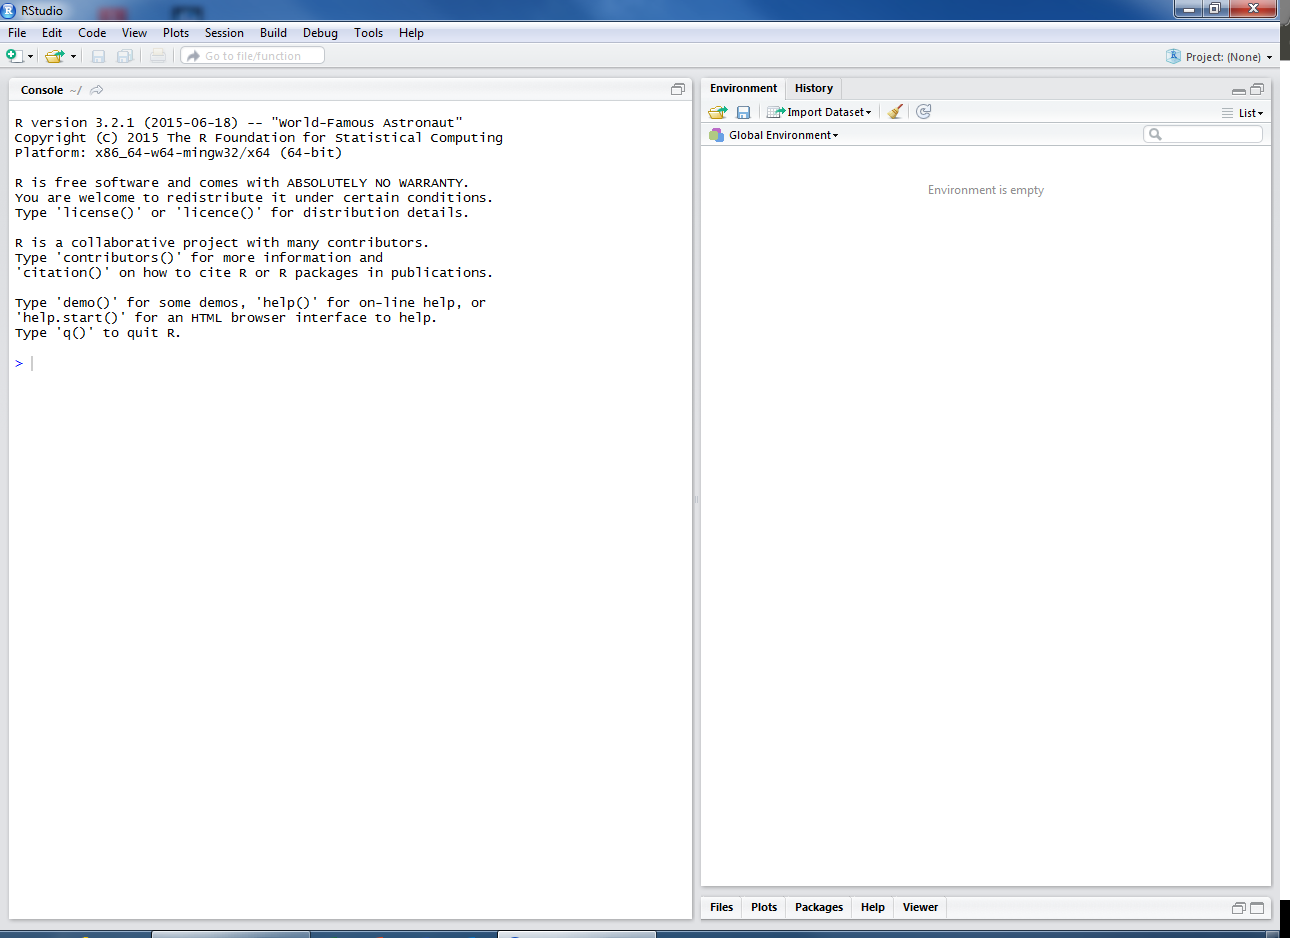 RStudio
File Edit Code View Plots Session Build Debug Tools Help
Go to file/function
Project: (None)
Console ~/
R version 3.2.1 (2015-06-18) -- "World-Famous Astronaut"
Copyright (C) 2015 The R Foundation for Statistical Computing
Platform: x86_64-w64-mingw32/x64 (64-bit)
R is free software and comes with ABSOLUTELY NO WARRANTY.
You are welcome to redistribute it under certain conditions.
Type 'license()' or 'licence()' for distribution details.
R is a collaborative project with many contributors.
Type 'contributors()' for more information and
'citation()' on how to cite R or R packages in publications.
Type 'demo()' for some demos, 'help()' for on-line help, or
'help.start()' for an HTML browser interface to help.
Type 'q()' to quit R.
>
Environment History
Import Dataset
List
Global Environment
Environment is empty
Files Plots Packages Help Viewer